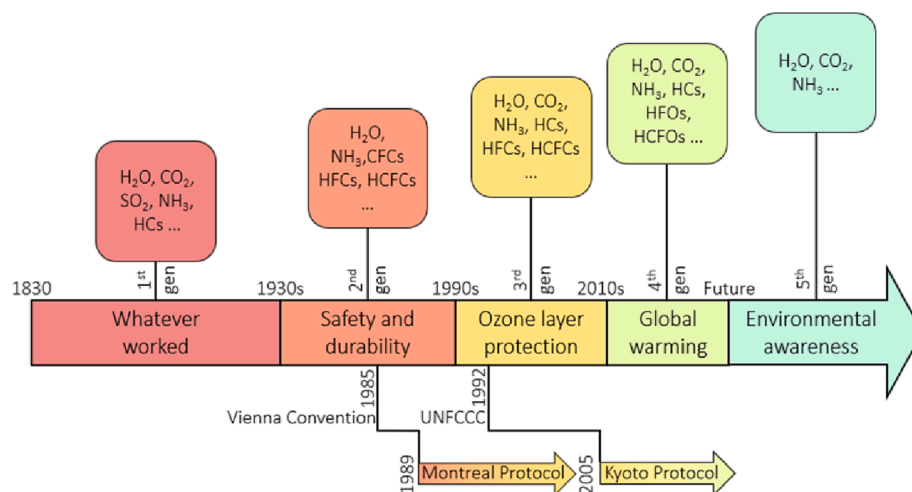 H₂O, CO₂,
SO₂, NH₃,
HCs ...
H₂O,
NH₃,CFCs
HFCs, HCFCs
...
H₂O, CO₂,
NH₃, HCs,
HFCs, HCFCs
...
H₂O, CO₂,
NH₃, HCs,
HFOs,
HCFOs ...
H₂O, CO₂,
NH₃ ...
1830
1st
gen
1930s
2nd
gen
1990s
3rd
gen
2010s
4th
gen
Future
5th
gen
Whatever
worked
Safety and
durability
Ozone layer
protection
Global
warming
Environmental
awareness
1985
Vienna Convention
1992
UNFCCC
1989
Montreal Protocol
2005
Kyoto Protocol